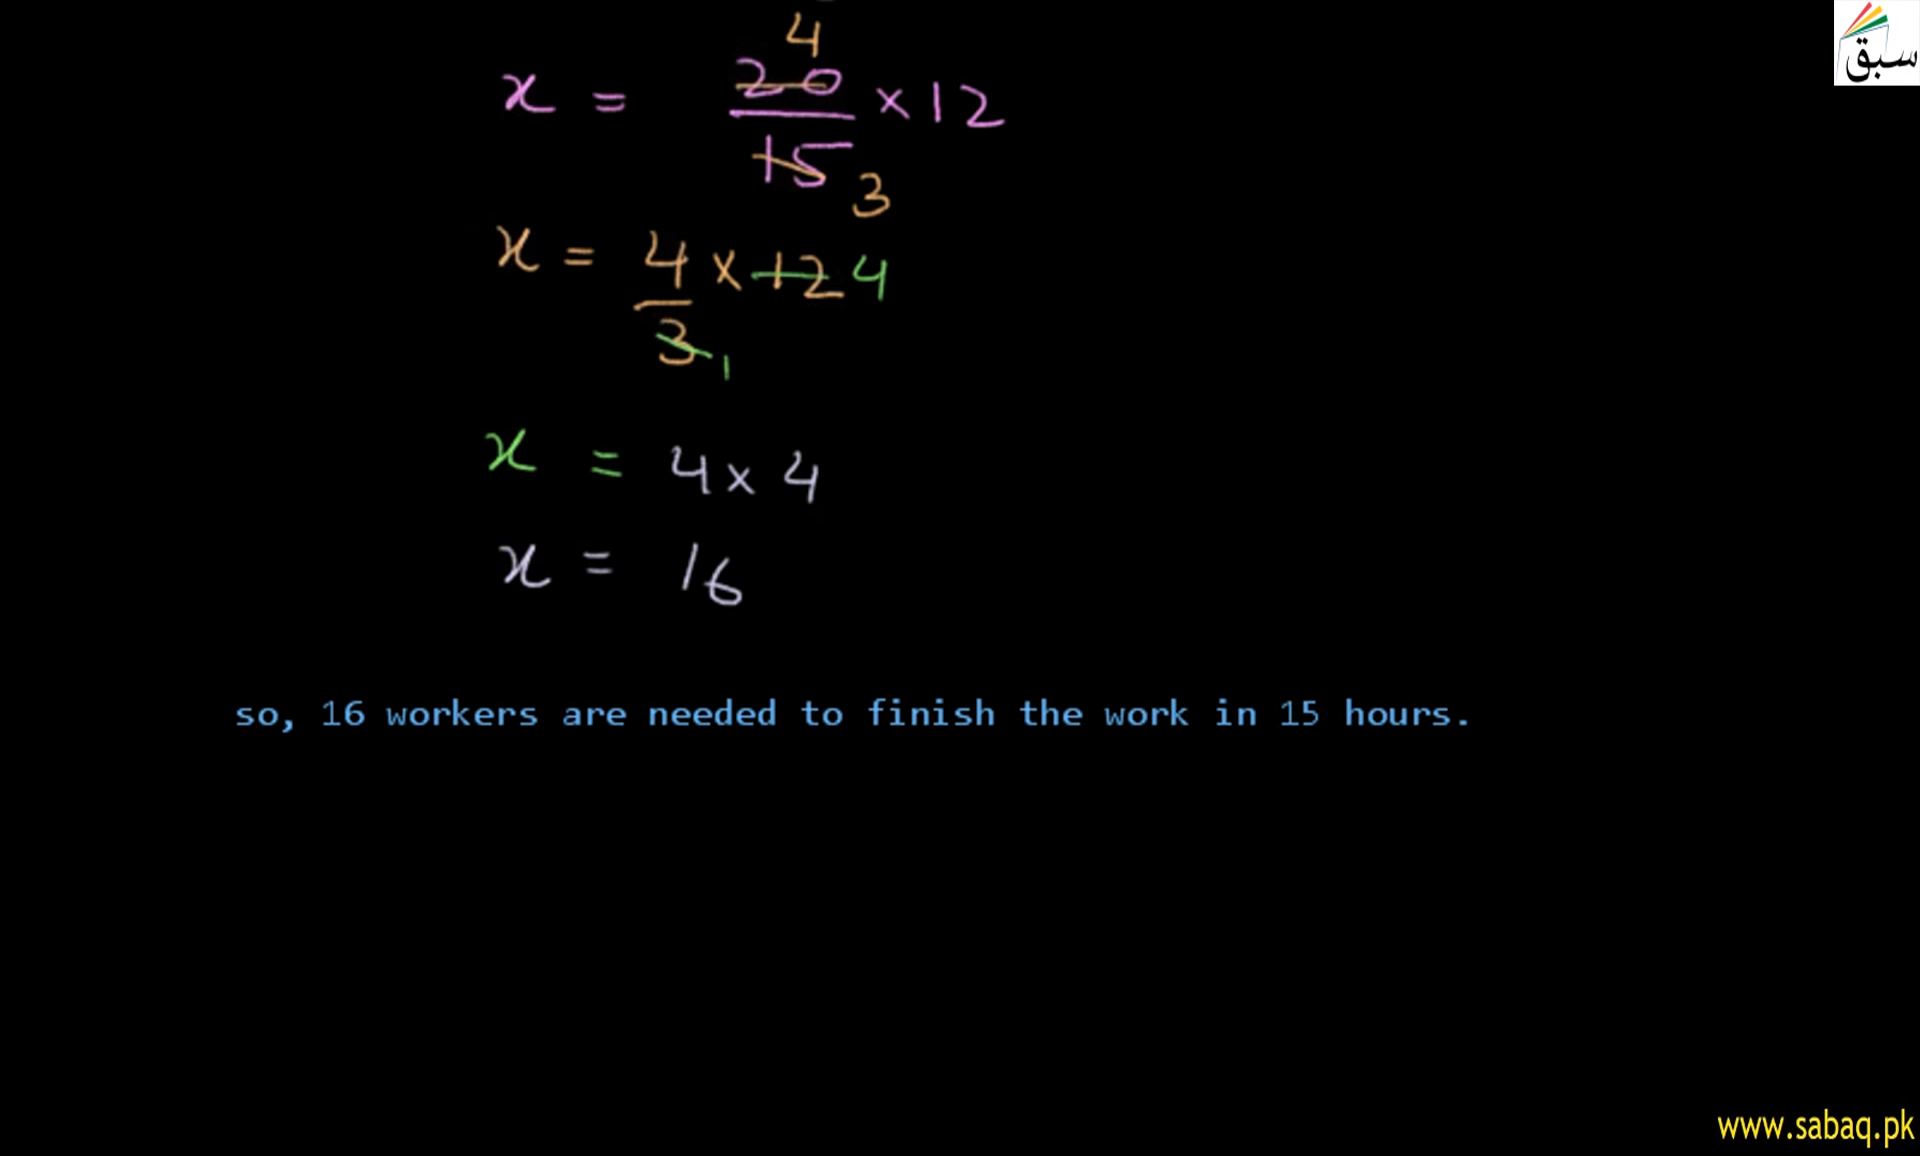 سبق
4
x = 20/15 × 12
3
x = 4/3 × 12 4
1
x = 4 × 4
x = 16
so, 16 workers are needed to finish the work in 15 hours.
www.sabaq.pk